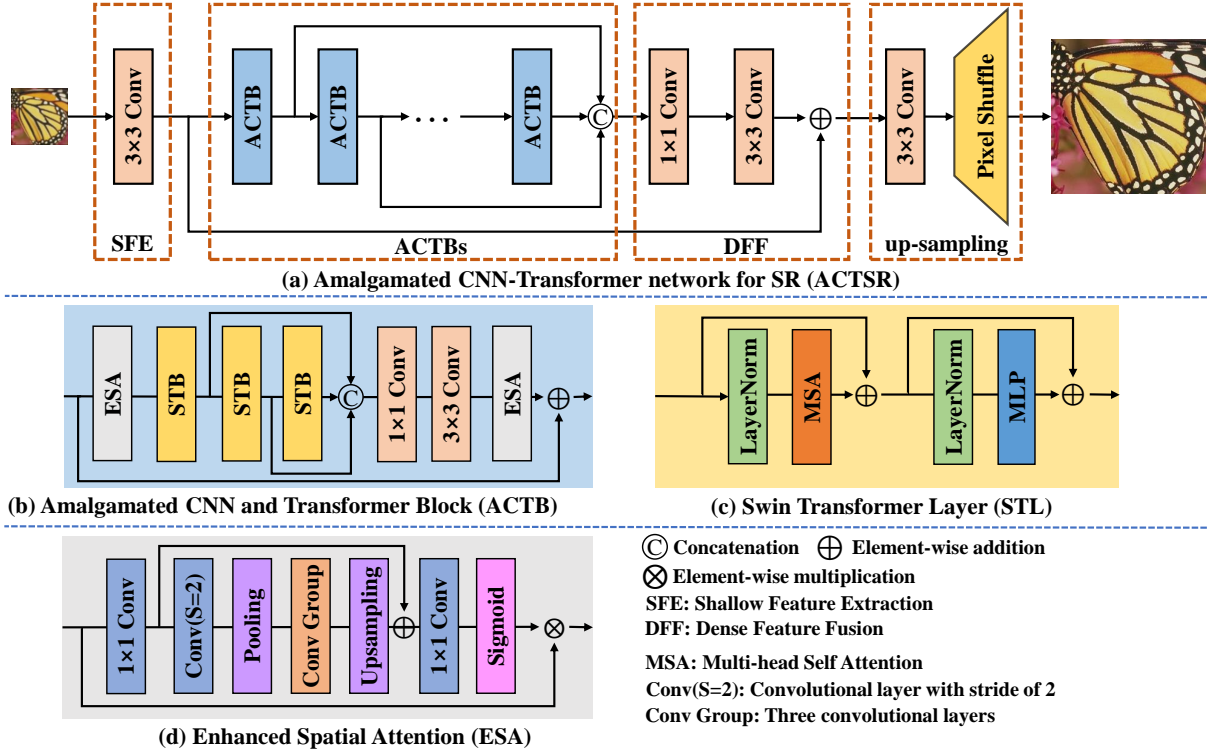 3×3 Conv
ACTB
ACTB
. . .
ACTB
C
1×1 Conv
3×3 Conv
3×3 Conv
Pixel Shuffle
SFE
ACTBs
DFF
up-sampling
(a) Amalgamated CNN-Transformer network for SR (ACTSR)
ESA
STB
STB
STB
C
1×1 Conv
3×3 Conv
ESA
(b) Amalgamated CNN and Transformer Block (ACTB)
LayerNorm
MSA
LayerNorm
MLP
(c) Swin Transformer Layer (STL)
1×1 Conv
Conv(S=2)
Pooling
Conv Group
Upsampling
1×1 Conv
Sigmoid
(d) Enhanced Spatial Attention (ESA)
C Concatenation ⊕ Element-wise addition
⊗ Element-wise multiplication
SFE: Shallow Feature Extraction
DFF: Dense Feature Fusion
MSA: Multi-head Self Attention
Conv(S=2): Convolutional layer with stride of 2
Conv Group: Three convolutional layers